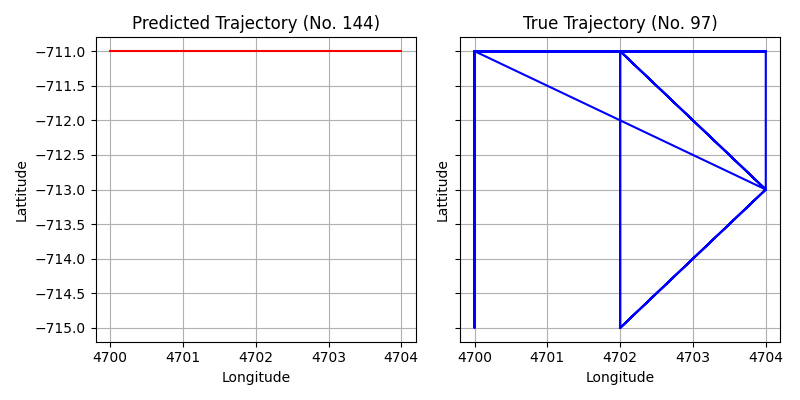 Predicted Trajectory (No. 144)
True Trajectory (No. 97)
−711.0
−711.5
−712.0
−712.5
−713.0
−713.5
−714.0
−714.5
−715.0
Lattitude
Lattitude
4700 4701 4702 4703 4704
4700 4701 4702 4703 4704
Longitude
Longitude